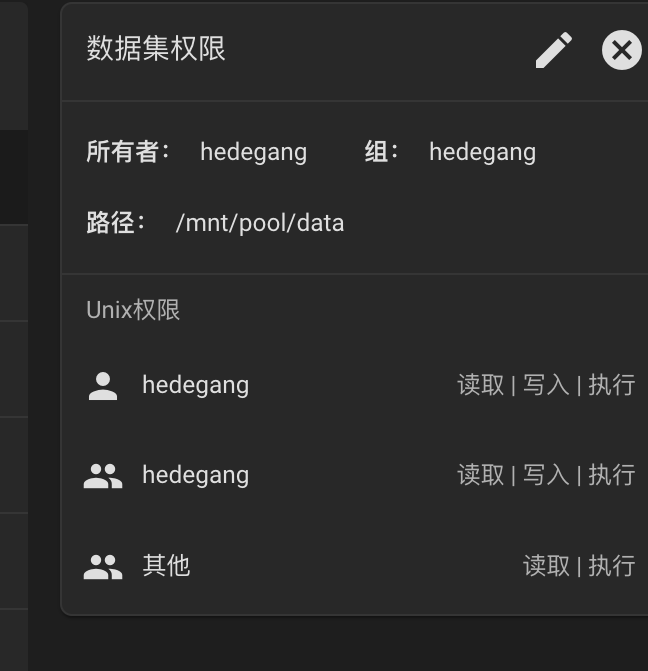 数据集权限
所有者： hedegang 组： hedegang
路径： /mnt/pool/data
Unix权限
hedegang 读取 | 写入 | 执行
hedegang 读取 | 写入 | 执行
其他 读取 | 执行